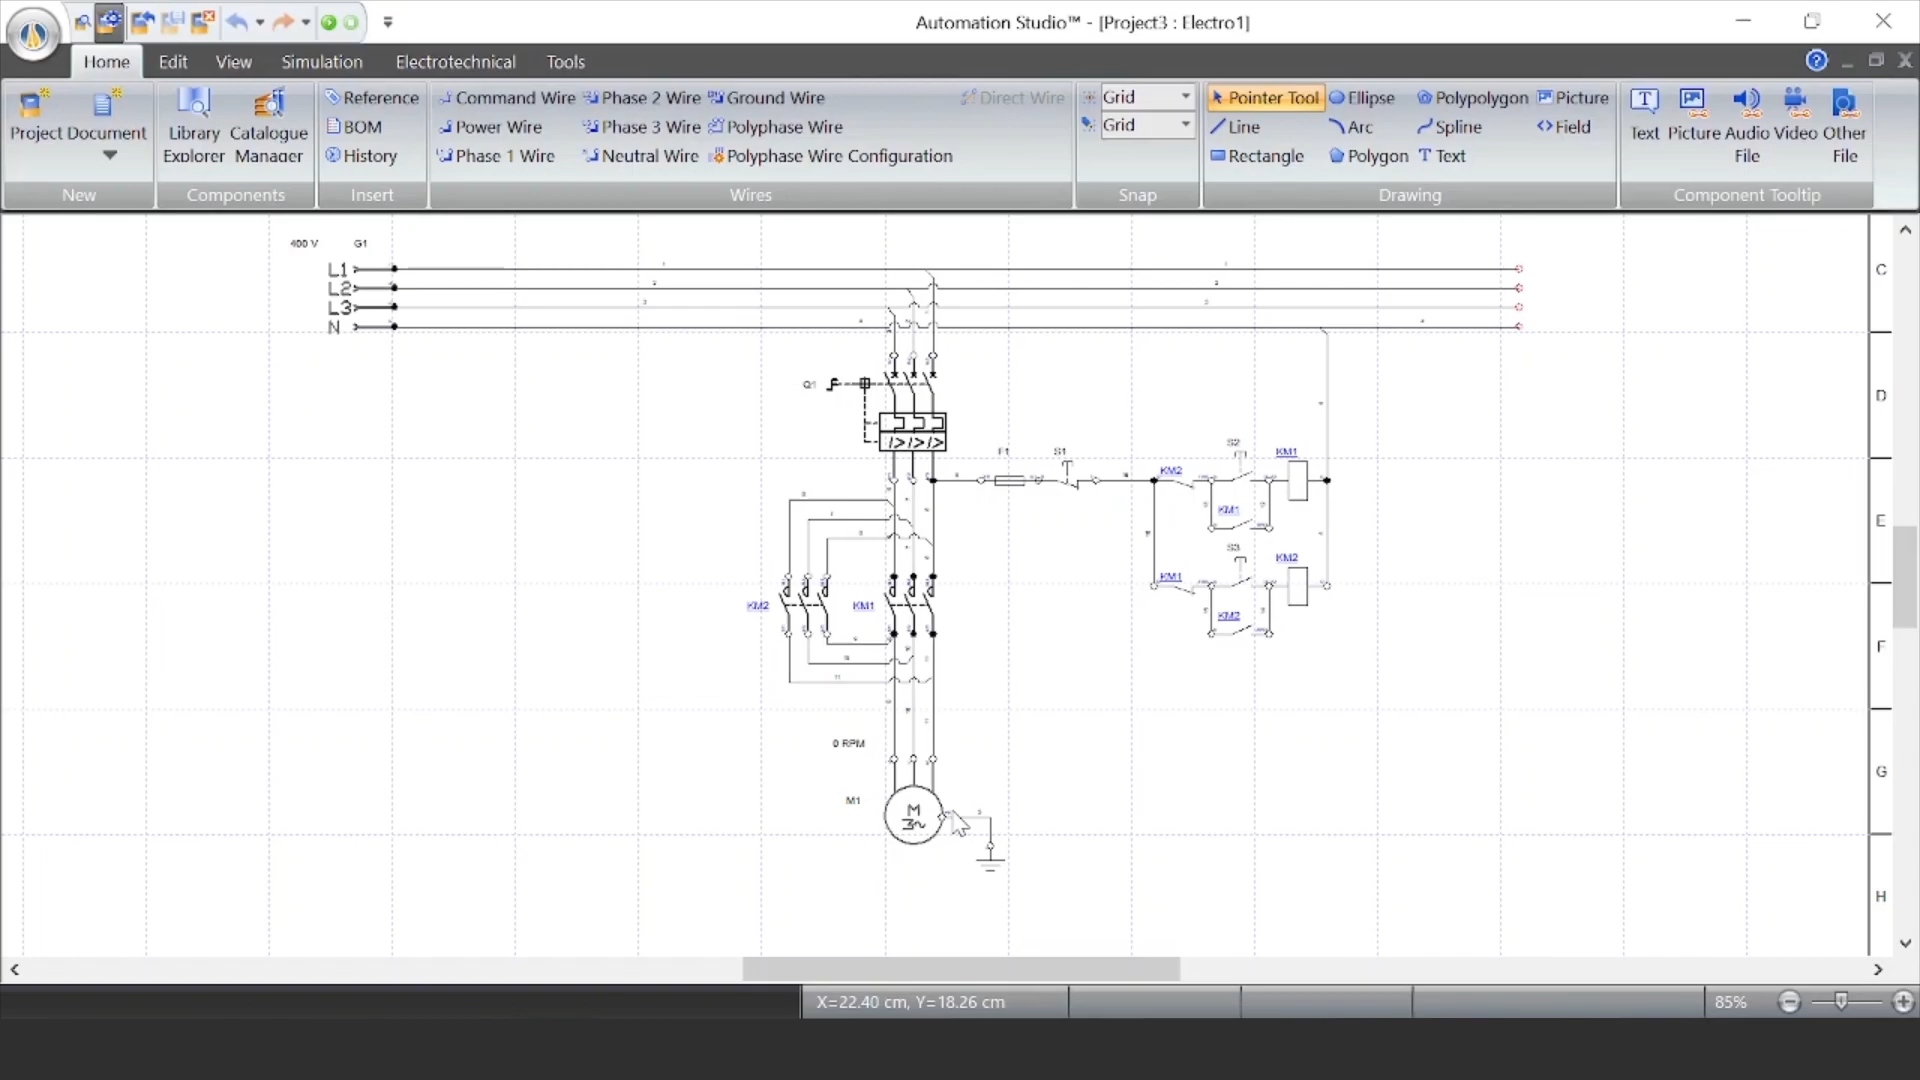 Automation Studio™ - [Project3 : Electro1]
Home Edit View Simulation Electrotechnical Tools
Project Document
New
Library Explorer Catalogue Manager
Components
Reference
BOM
History
Insert
Command Wire Phase 2 Wire Ground Wire Direct Wire
Power Wire Phase 3 Wire Polyphase Wire
Phase 1 Wire Neutral Wire Polyphase Wire Configuration
Wires
Grid
Grid
Snap
Pointer Tool Ellipse Polypolygon Picture
Line Arc Spline Field
Rectangle Polygon Text
Drawing
Text Picture Audio File Video Other File
Component Tooltip
400 V G1
L1
L2
L3
N
Q1
F1 S1
KM2 S2 KM1
KM1
KM1 S3 KM2
KM2
KM2 KM1
0 RPM
M1
M
3~
C
D
E
F
G
H
X=22.40 cm, Y=18.26 cm
85%